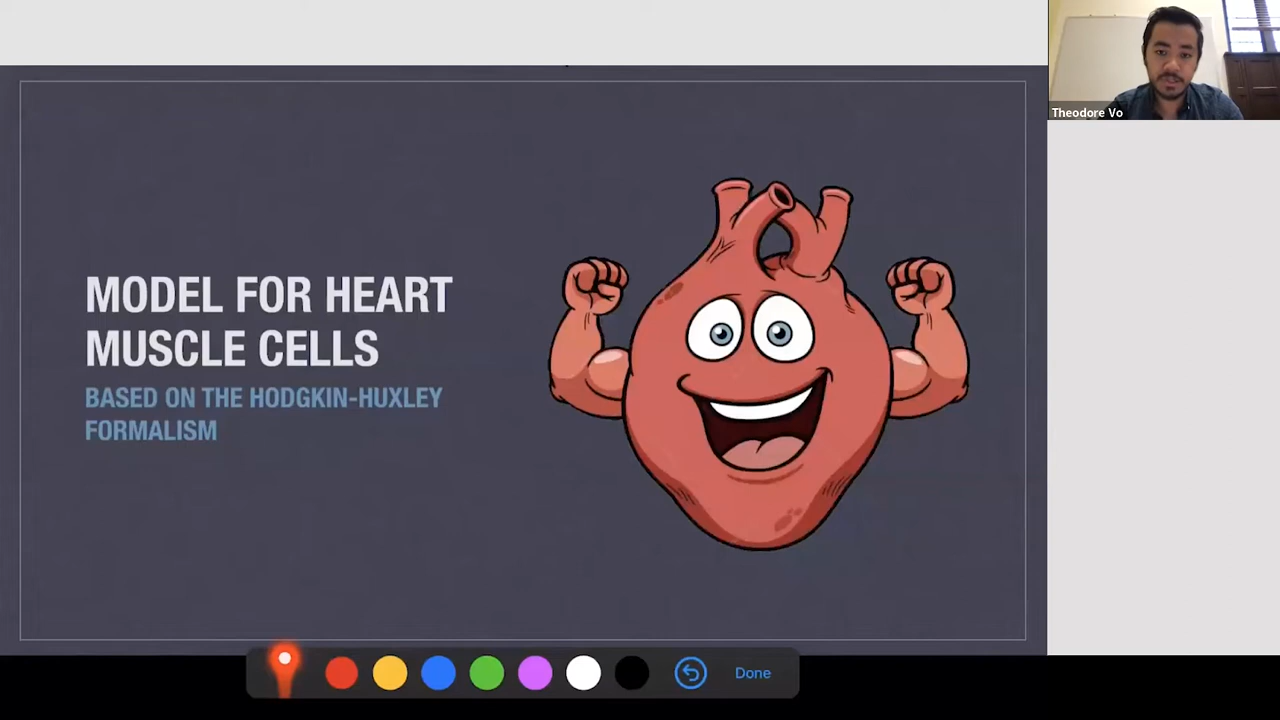 Theodore Vo
MODEL FOR HEART
MUSCLE CELLS
BASED ON THE HODGKIN-HUXLEY
FORMALISM
Done